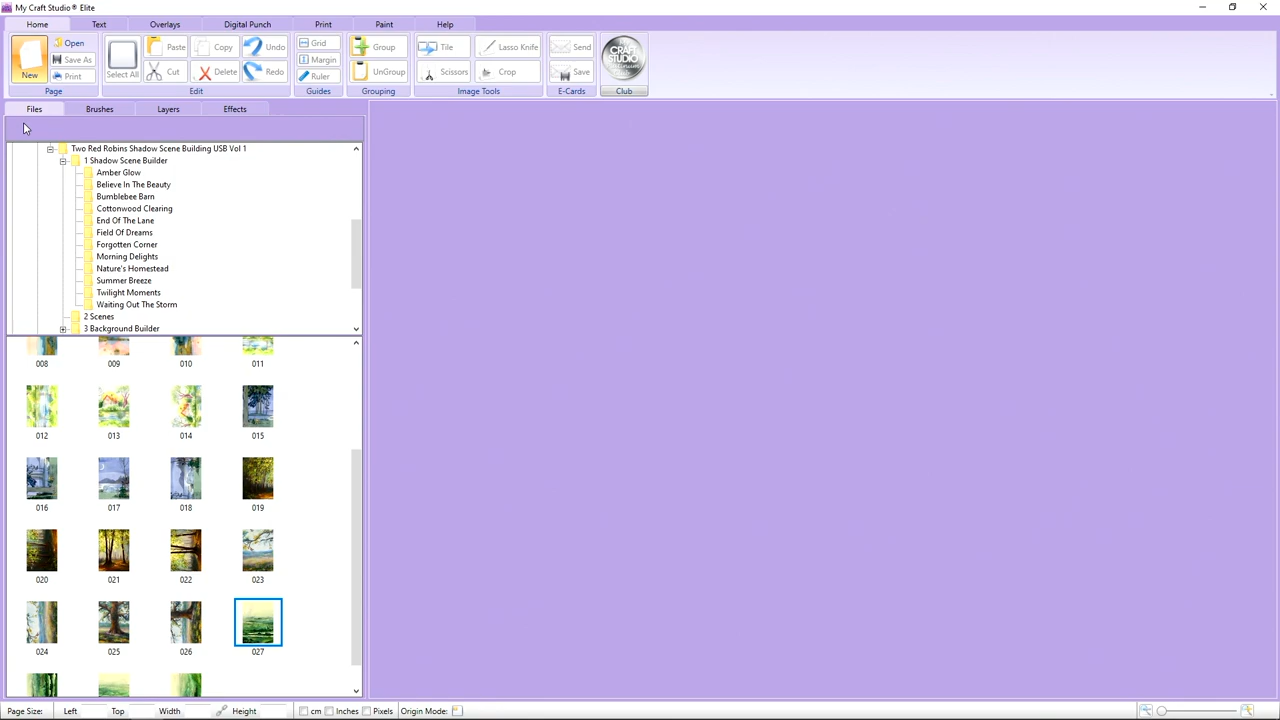 My Craft Studio® Elite
Home Text Overlays Digital Punch Print Paint Help
New Open Save As Print Page
Select All Paste Copy Undo Cut Delete Redo Edit
Grid Margin Ruler Guides
Group UnGroup Grouping
Tile Lasso Knife Scissors Crop Image Tools
Send Save E-Cards
CRAFT STUDIO Club
Files Brushes Layers Effects
Two Red Robins Shadow Scene Building USB Vol 1
1 Shadow Scene Builder
Amber Glow
Believe In The Beauty
Bumblebee Barn
Cottonwood Clearing
End Of The Lane
Field Of Dreams
Forgotten Corner
Morning Delights
Nature's Homestead
Summer Breeze
Twilight Moments
Waiting Out The Storm
2 Scenes
3 Background Builder
008 009 010 011
012 013 014 015
016 017 018 019
020 021 022 023
024 025 026 027
Page Size: Left Top Width Height cm Inches Pixels Origin Mode: